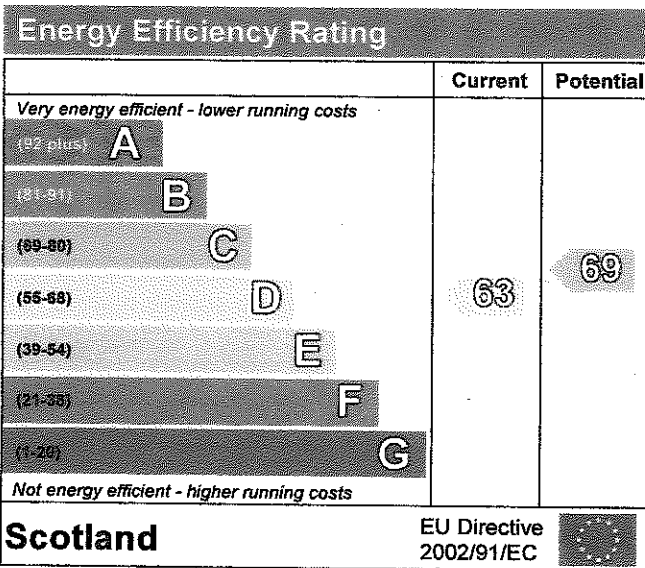 Energy Efficiency Rating
Current Potential
Very energy efficient - lower running costs
(92 plus) A
(81-91) B
(69-80) C
(55-68) D
(39-54) E
(21-38) F
(1-20) G
63
69
Not energy efficient - higher running costs
Scotland
EU Directive
2002/91/EC